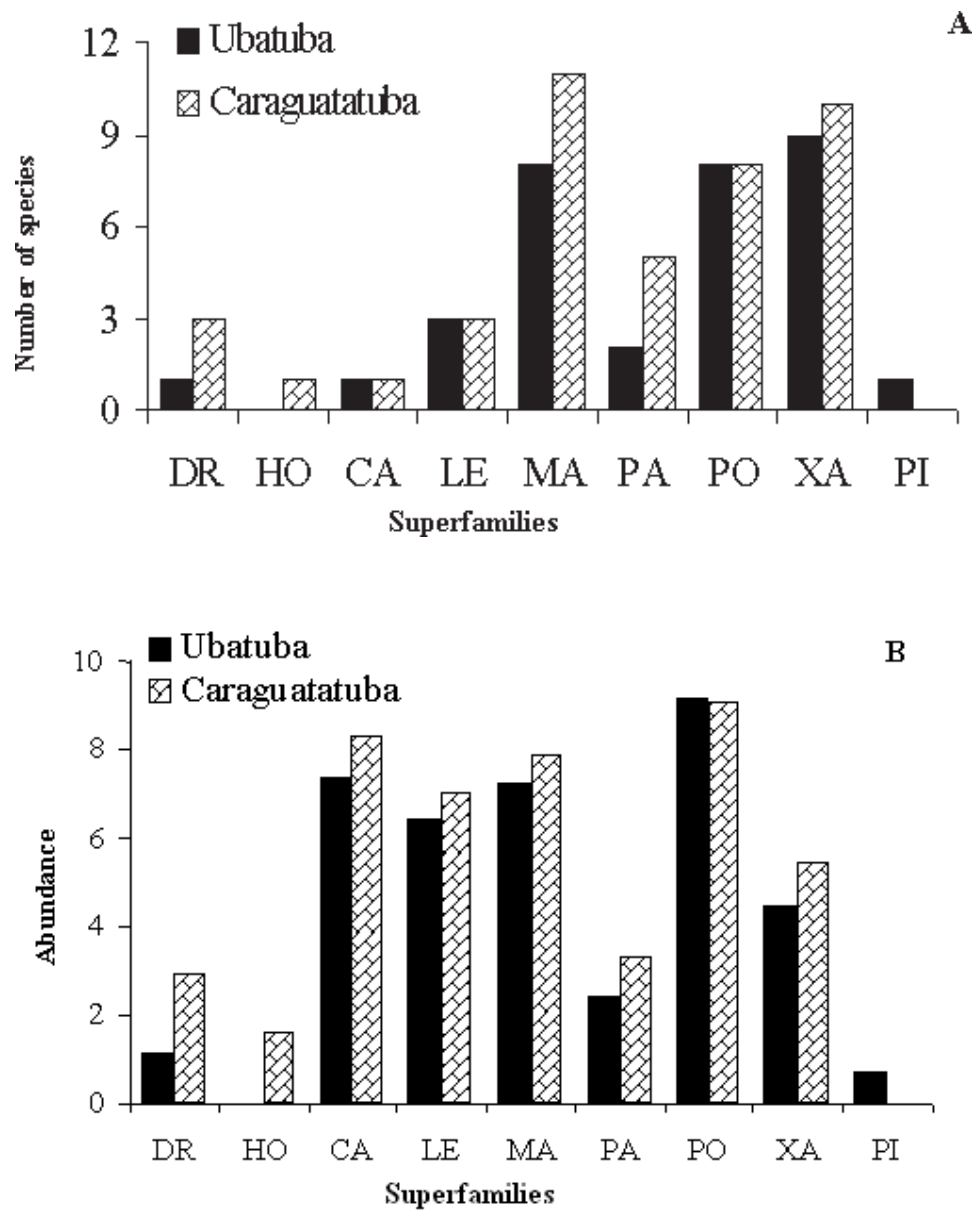 A
Ubatuba
Caraguatatuba
12
9
6
3
0
Number of species
DR HO CA LE MA PA PO XA PI
Superfamilies
B
Ubatuba
Caraguatatuba
10
8
6
4
2
0
Abundance
DR HO CA LE MA PA PO XA PI
Superfamilies